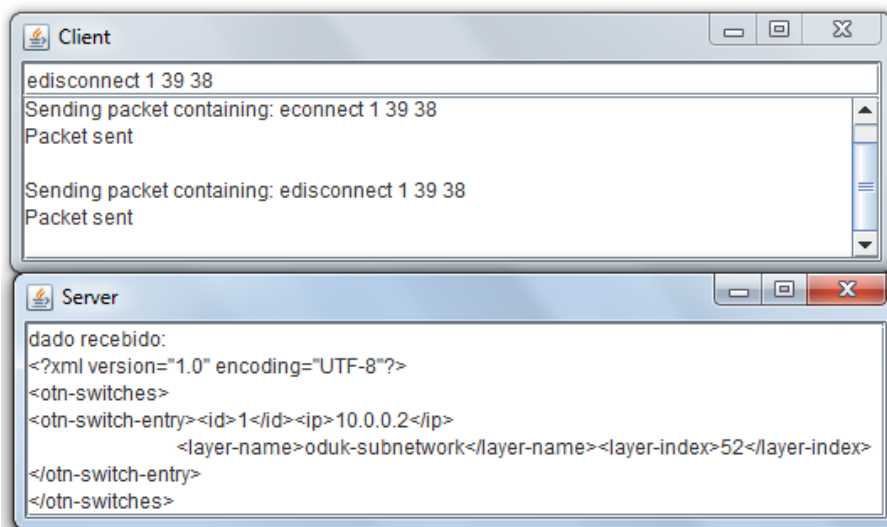 Client
edisconnect 1 39 38
Sending packet containing: econnect 1 39 38
Packet sent
Sending packet containing: edisconnect 1 39 38
Packet sent
Server
dado recebido:
<?xml version="1.0" encoding="UTF-8"?>
<otn-switches>
<otn-switch-entry><id>1</id><ip>10.0.0.2</ip>
<layer-name>oduk-subnetwork</layer-name><layer-index>52</layer-index>
</otn-switch-entry>
</otn-switches>